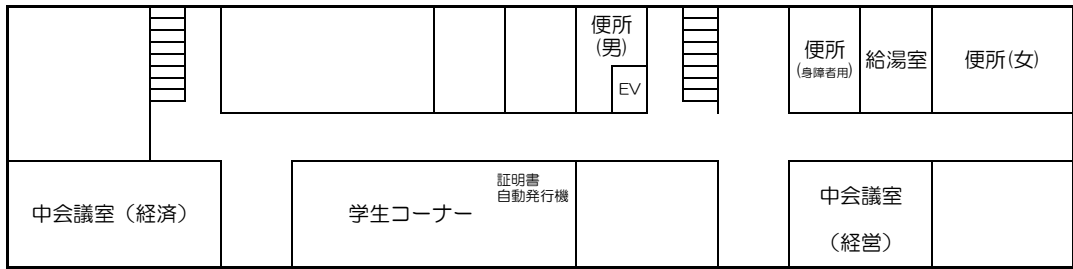 便所
(男)
EV
便所
(身障者用)
給湯室
便所(女)
中会議室（経済）
学生コーナー
証明書
自動発行機
中会議室
（経営）